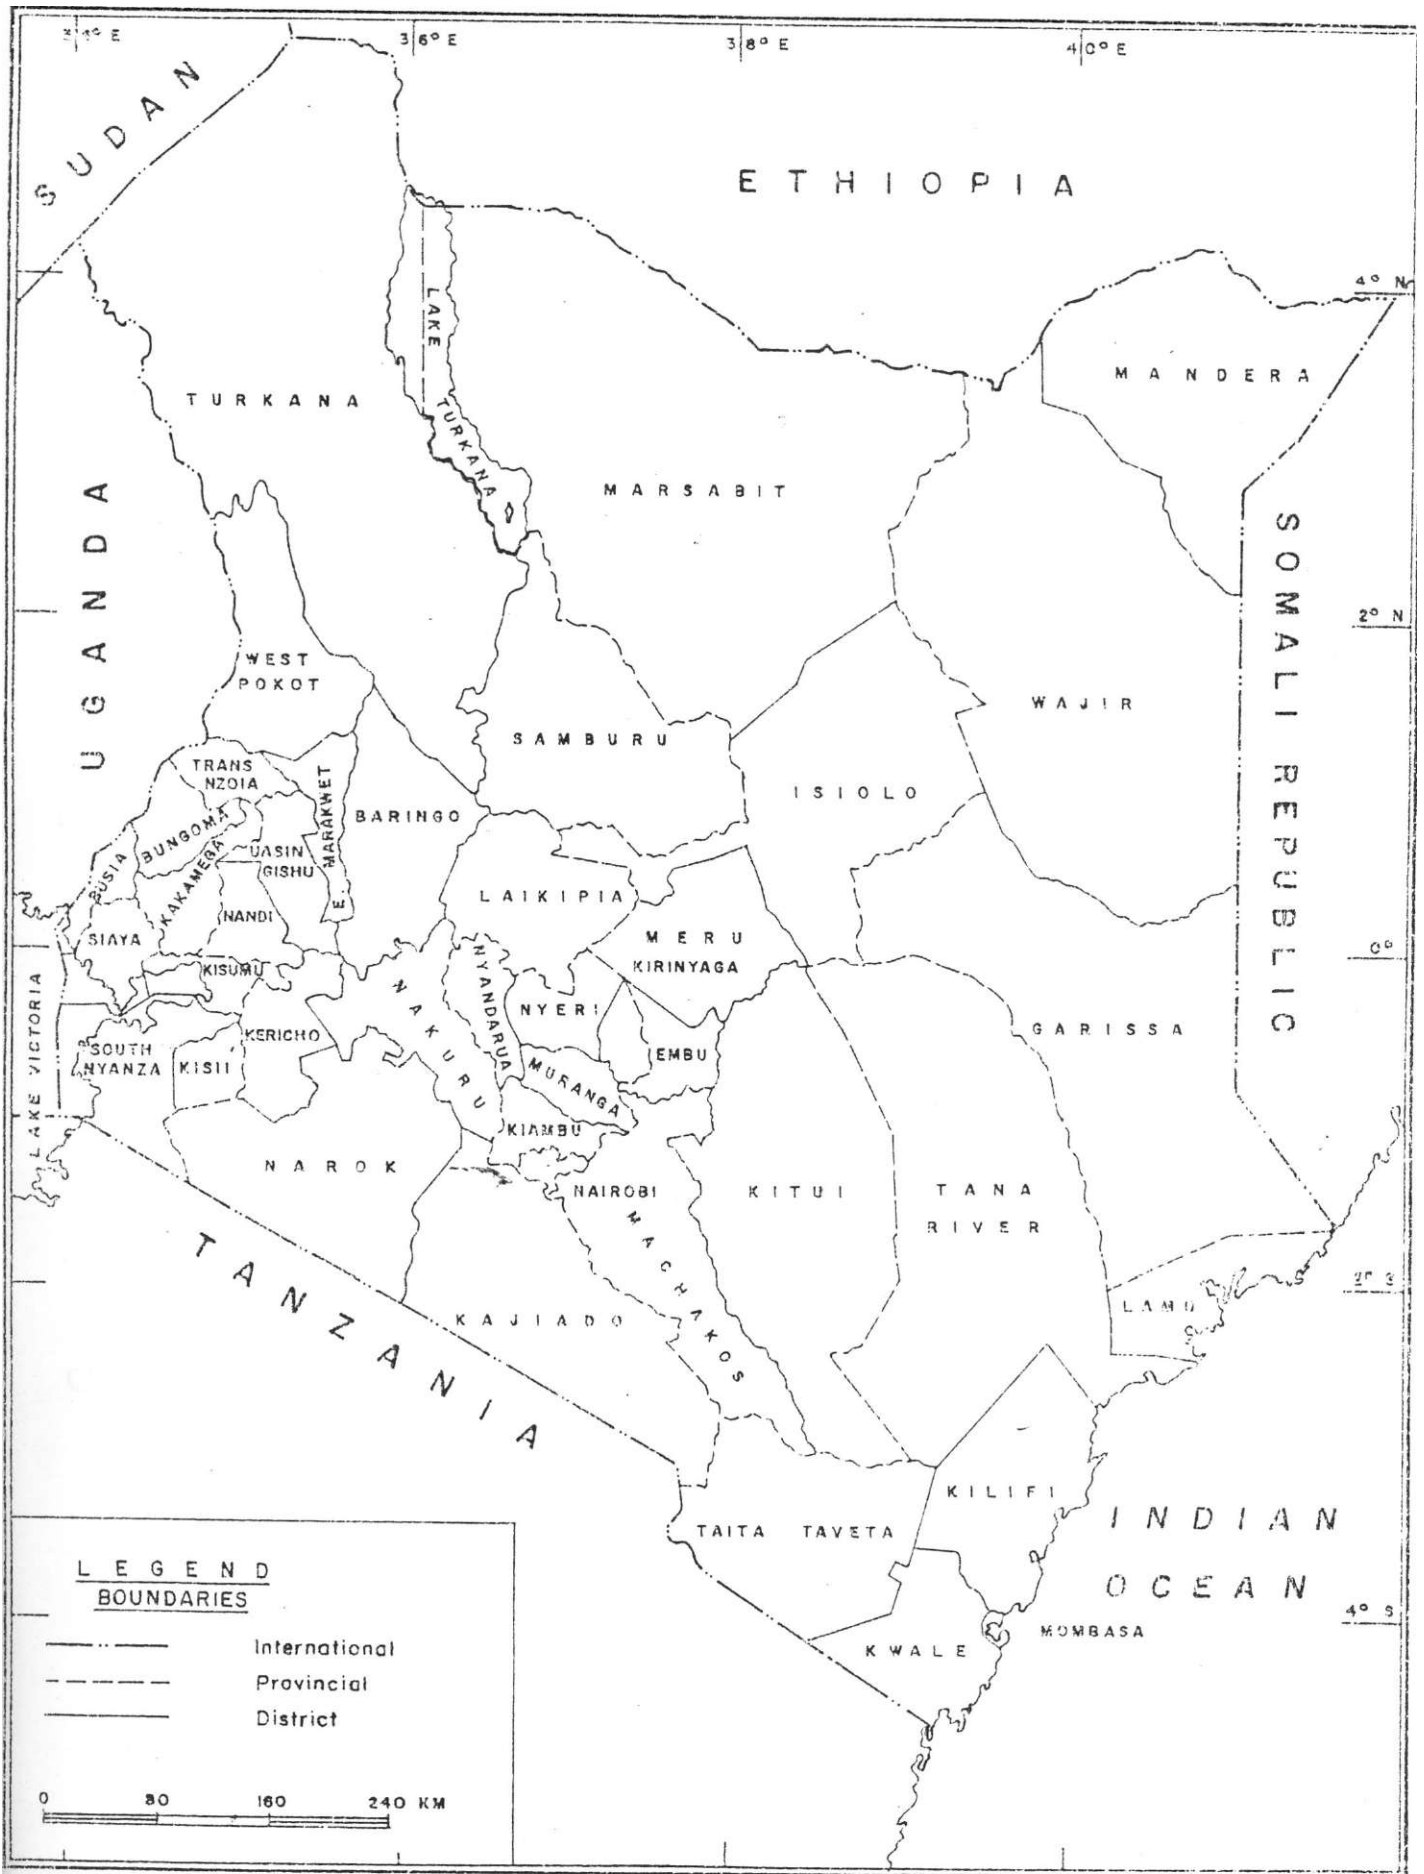 34° E 36° E 38° E 40° E
SUDAN
ETHIOPIA
4° N
LAKE TURKANA
MANDERA
TURKANA
MARSABIT
UGANDA
SOMALI REPUBLIC
2° N
WEST
POKOT
WAJIR
SAMBURU
TRANS
NZOIA
ISIOLO
BARINGO
E. MARAKWET
BUNGOMA
UASIN
GISHU
BUSIA
KAKAMEGA
LAIKIPIA
NANDI
SIAYA
MERU
0°
KISUMU
KIRINYAGA
NAKURU
NYANDARUA
NYERI
LAKE VICTORIA
KERICHO
GARISSA
SOUTH
NYANZA
KISII
EMBU
MURANGA
KIAMBU
NAROK
NAIROBI
KITUI
TANA
RIVER
MACHAKOS
TANZANIA
2° S
LAMU
KAJIADO
KILIFI
INDIAN
OCEAN
TAITA TAVETA
4° S
MOMBASA
KWALE
LEGEND
BOUNDARIES
International
Provincial
District
0 80 160 240 KM